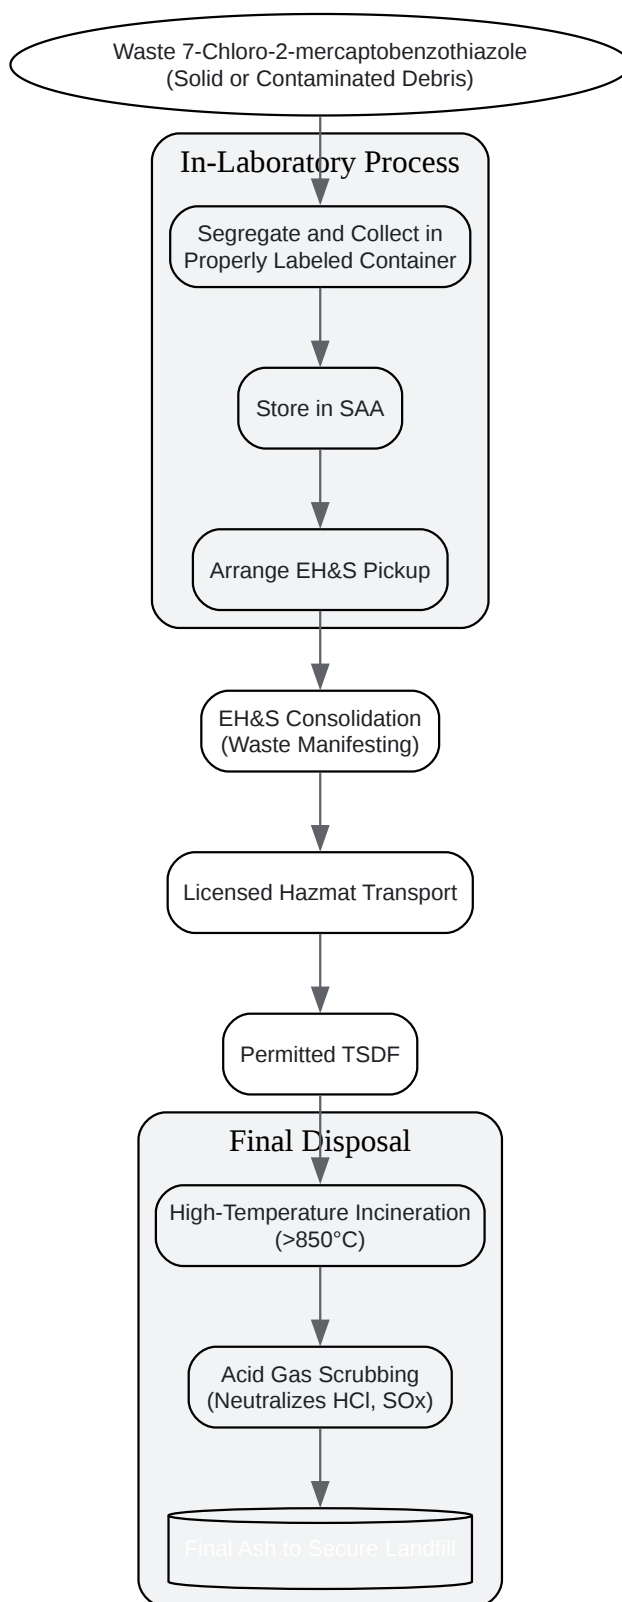 Waste 7-Chloro-2-mercaptobenzothiazole
(Solid or Contaminated Debris)
In-Laboratory Process
Segregate and Collect in
Properly Labeled Container
Store in SAA
Arrange EH&S Pickup
EH&S Consolidation
(Waste Manifesting)
Licensed Hazmat Transport
Permitted TSDF
Final Disposal
High-Temperature Incineration
(>850°C)
Acid Gas Scrubbing
(Neutralizes HCl, SOx)
Final Ash to Secure Landfill